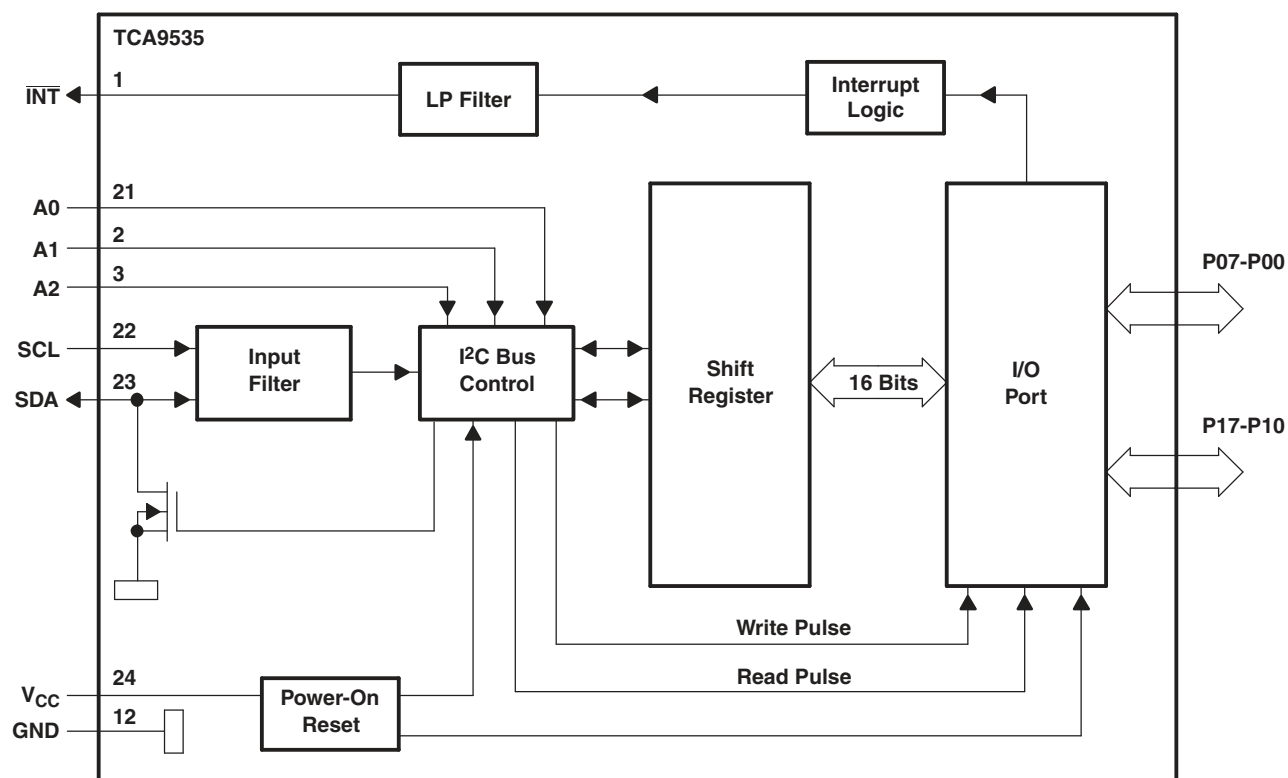 TCA9535
INT
1
LP Filter
Interrupt
Logic
A0
21
A1
2
A2
3
SCL
22
SDA
23
Input
Filter
I²C Bus
Control
Shift
Register
16 Bits
I/O
Port
P07-P00
P17-P10
Write Pulse
Read Pulse
VCC
24
GND
12
Power-On
Reset